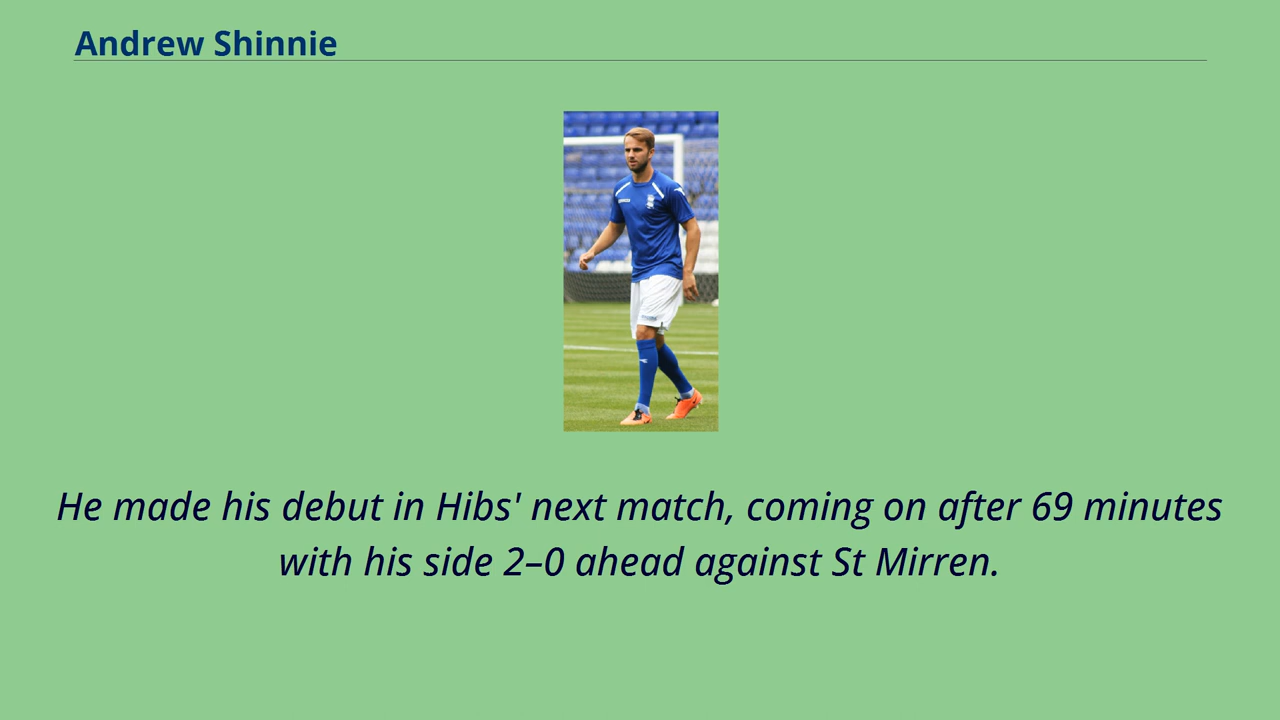 Andrew Shinnie
He made his debut in Hibs' next match, coming on after 69 minutes
with his side 2–0 ahead against St Mirren.